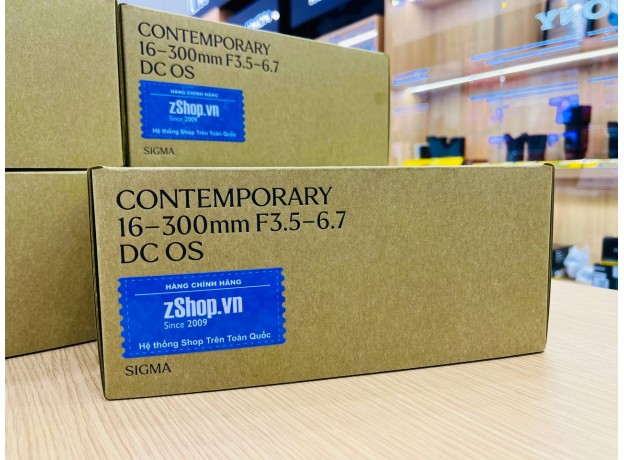 CONTEMPORARY
16–300mm F3.5–6.7
DC OS
HÀNG CHÍNH HÃNG
zShop.vn
Since 2009
Hệ thống Shop Trên Toàn Quốc
SIGMA
CONTEMPORARY
16–300mm F3.5–6.7
DC OS
HÀNG CHÍNH HÃNG
zShop.vn
Since 2009
Hệ thống Shop Trên Toàn Quốc
SIGMA